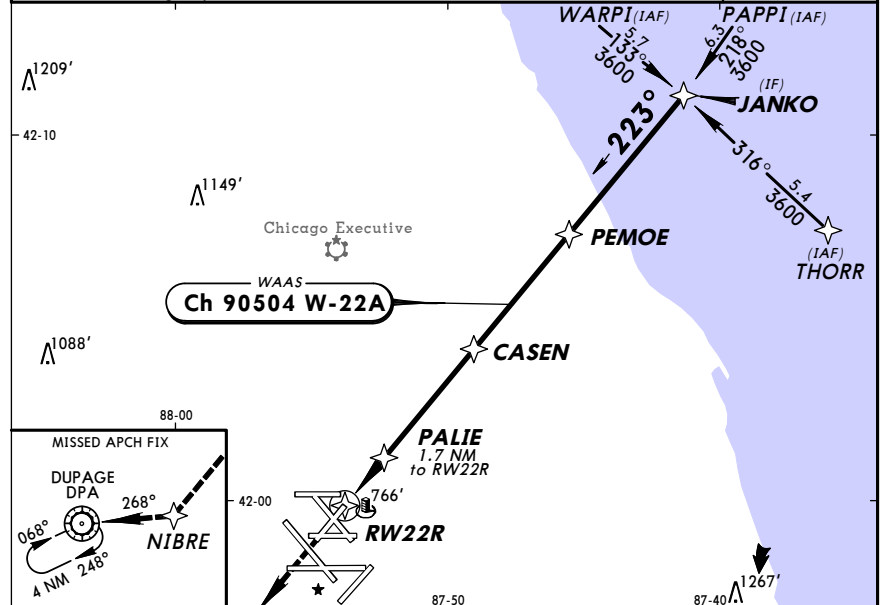 WARPI (IAF)
PAPPI (IAF)
5.7
133°
3600
6.3
218°
3600
1209'
(IF)
JANKO
223°
42-10
316°
5.4
3600
1149'
Chicago Executive
PEMOE
(IAF)
THORR
WAAS
Ch 90504 W-22A
CASEN
1088'
88-00
MISSED APCH FIX
PALIE
1.7 NM
to RW22R
DUPAGE
DPA
268°
NIBRE
068°
248°
4 NM
42-00
766'
RW22R
87-50
87-40
1267'